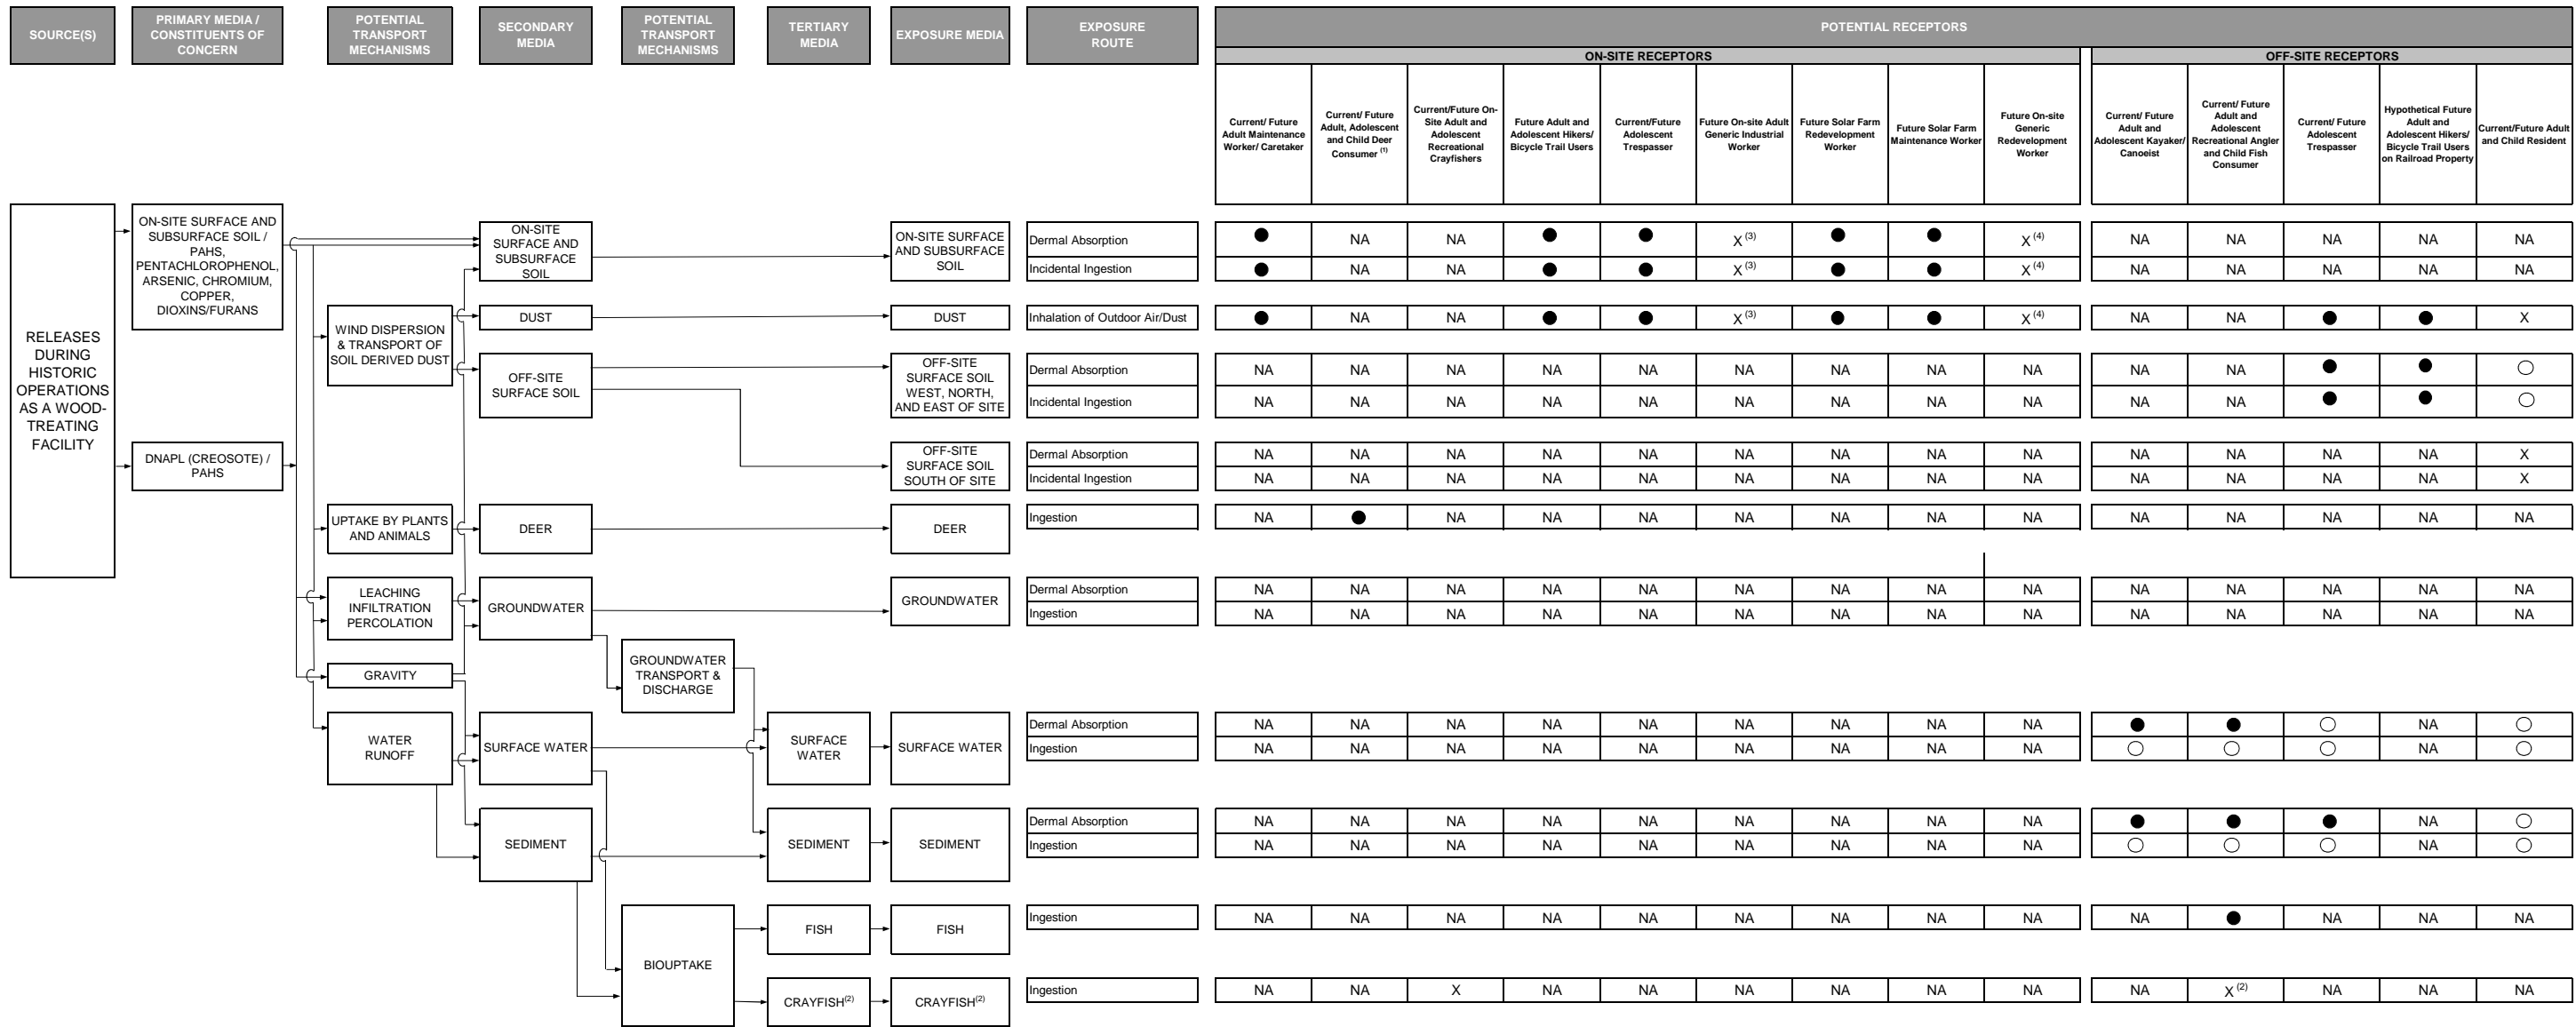 SOURCE(S)
PRIMARY MEDIA /
CONSTITUENTS OF
CONCERN
POTENTIAL
TRANSPORT
MECHANISMS
SECONDARY
MEDIA
POTENTIAL
TRANSPORT
MECHANISMS
TERTIARY
MEDIA
EXPOSURE MEDIA
EXPOSURE
ROUTE
POTENTIAL RECEPTORS
ON-SITE RECEPTORS
OFF-SITE RECEPTORS
Current/ Future
Adult Maintenance
Worker/ Caretaker
Current/ Future
Adult, Adolescent
and Child Deer
Consumer (1)
Current/Future On-
Site Adult and
Adolescent
Recreational
Crayfishers
Future Adult and
Adolescent Hikers/
Bicycle Trail Users
Current/Future
Adolescent
Trespasser
Future On-site Adult
Generic Industrial
Worker
Future Solar Farm
Redevelopment
Worker
Future Solar Farm
Maintenance Worker
Future On-site
Generic
Redevelopment
Worker
Current/ Future
Adult and
Adolescent Kayaker/
Canoeist
Current/ Future
Adult and
Adolescent
Recreational Angler
and Child Fish
Consumer
Current/ Future
Adolescent
Trespasser
Hypothetical Future
Adult and
Adolescent Hikers/
Bicycle Trail Users
on Railroad Property
Current/Future Adult
and Child Resident
RELEASES
DURING
HISTORIC
OPERATIONS
AS A WOOD-
TREATING
FACILITY
ON-SITE SURFACE AND
SUBSURFACE SOIL /
PAHS,
PENTACHLOROPHENOL,
ARSENIC, CHROMIUM,
COPPER,
DIOXINS/FURANS
DNAPL (CREOSOTE) /
PAHS
WIND DISPERSION
& TRANSPORT OF
SOIL DERIVED DUST
UPTAKE BY PLANTS
AND ANIMALS
LEACHING
INFILTRATION
PERCOLATION
GRAVITY
WATER
RUNOFF
ON-SITE
SURFACE AND
SUBSURFACE
SOIL
DUST
OFF-SITE
SURFACE SOIL
DEER
GROUNDWATER
SURFACE WATER
SEDIMENT
GROUNDWATER
TRANSPORT &
DISCHARGE
BIOUPTAKE
SURFACE
WATER
SEDIMENT
FISH
CRAYFISH(2)
ON-SITE SURFACE
AND SUBSURFACE
SOIL
DUST
OFF-SITE
SURFACE SOIL
WEST, NORTH,
AND EAST OF SITE
OFF-SITE
SURFACE SOIL
SOUTH OF SITE
DEER
GROUNDWATER
SURFACE WATER
SEDIMENT
FISH
CRAYFISH(2)
Dermal Absorption ● NA NA ● ● X (3) ● ● X (4) NA NA NA NA NA
Incidental Ingestion ● NA NA ● ● X (3) ● ● X (4) NA NA NA NA NA
Inhalation of Outdoor Air/Dust ● NA NA ● ● X (3) ● ● X (4) NA NA ● ● X
Dermal Absorption NA NA NA NA NA NA NA NA NA NA NA ● ● ○
Incidental Ingestion NA NA NA NA NA NA NA NA NA NA NA ● ● ○
Dermal Absorption NA NA NA NA NA NA NA NA NA NA NA NA NA X
Incidental Ingestion NA NA NA NA NA NA NA NA NA NA NA NA NA X
Ingestion NA ● NA NA NA NA NA NA NA NA NA NA NA NA
Dermal Absorption NA NA NA NA NA NA NA NA NA NA NA NA NA NA
Ingestion NA NA NA NA NA NA NA NA NA NA NA NA NA NA
Dermal Absorption NA NA NA NA NA NA NA NA NA ● ● ○ NA ○
Ingestion NA NA NA NA NA NA NA NA NA ○ ○ ○ NA ○
Dermal Absorption NA NA NA NA NA NA NA NA NA ● ● ● NA ○
Ingestion NA NA NA NA NA NA NA NA NA ○ ○ ○ NA ○
Ingestion NA NA NA NA NA NA NA NA NA NA ● NA NA NA
Ingestion NA NA X NA NA NA NA NA NA NA X (2) NA NA NA